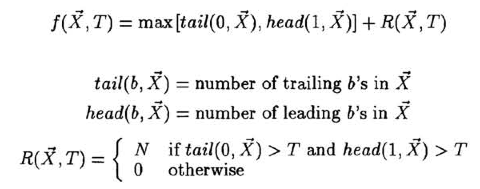 f(X⃗, T) = max[tail(0, X⃗), head(1, X⃗)] + R(X⃗, T)
tail(b, X⃗) = number of trailing b's in X⃗
head(b, X⃗) = number of leading b's in X⃗
R(X⃗, T) = { N if tail(0, X⃗) > T and head(1, X⃗) > T
0 otherwise